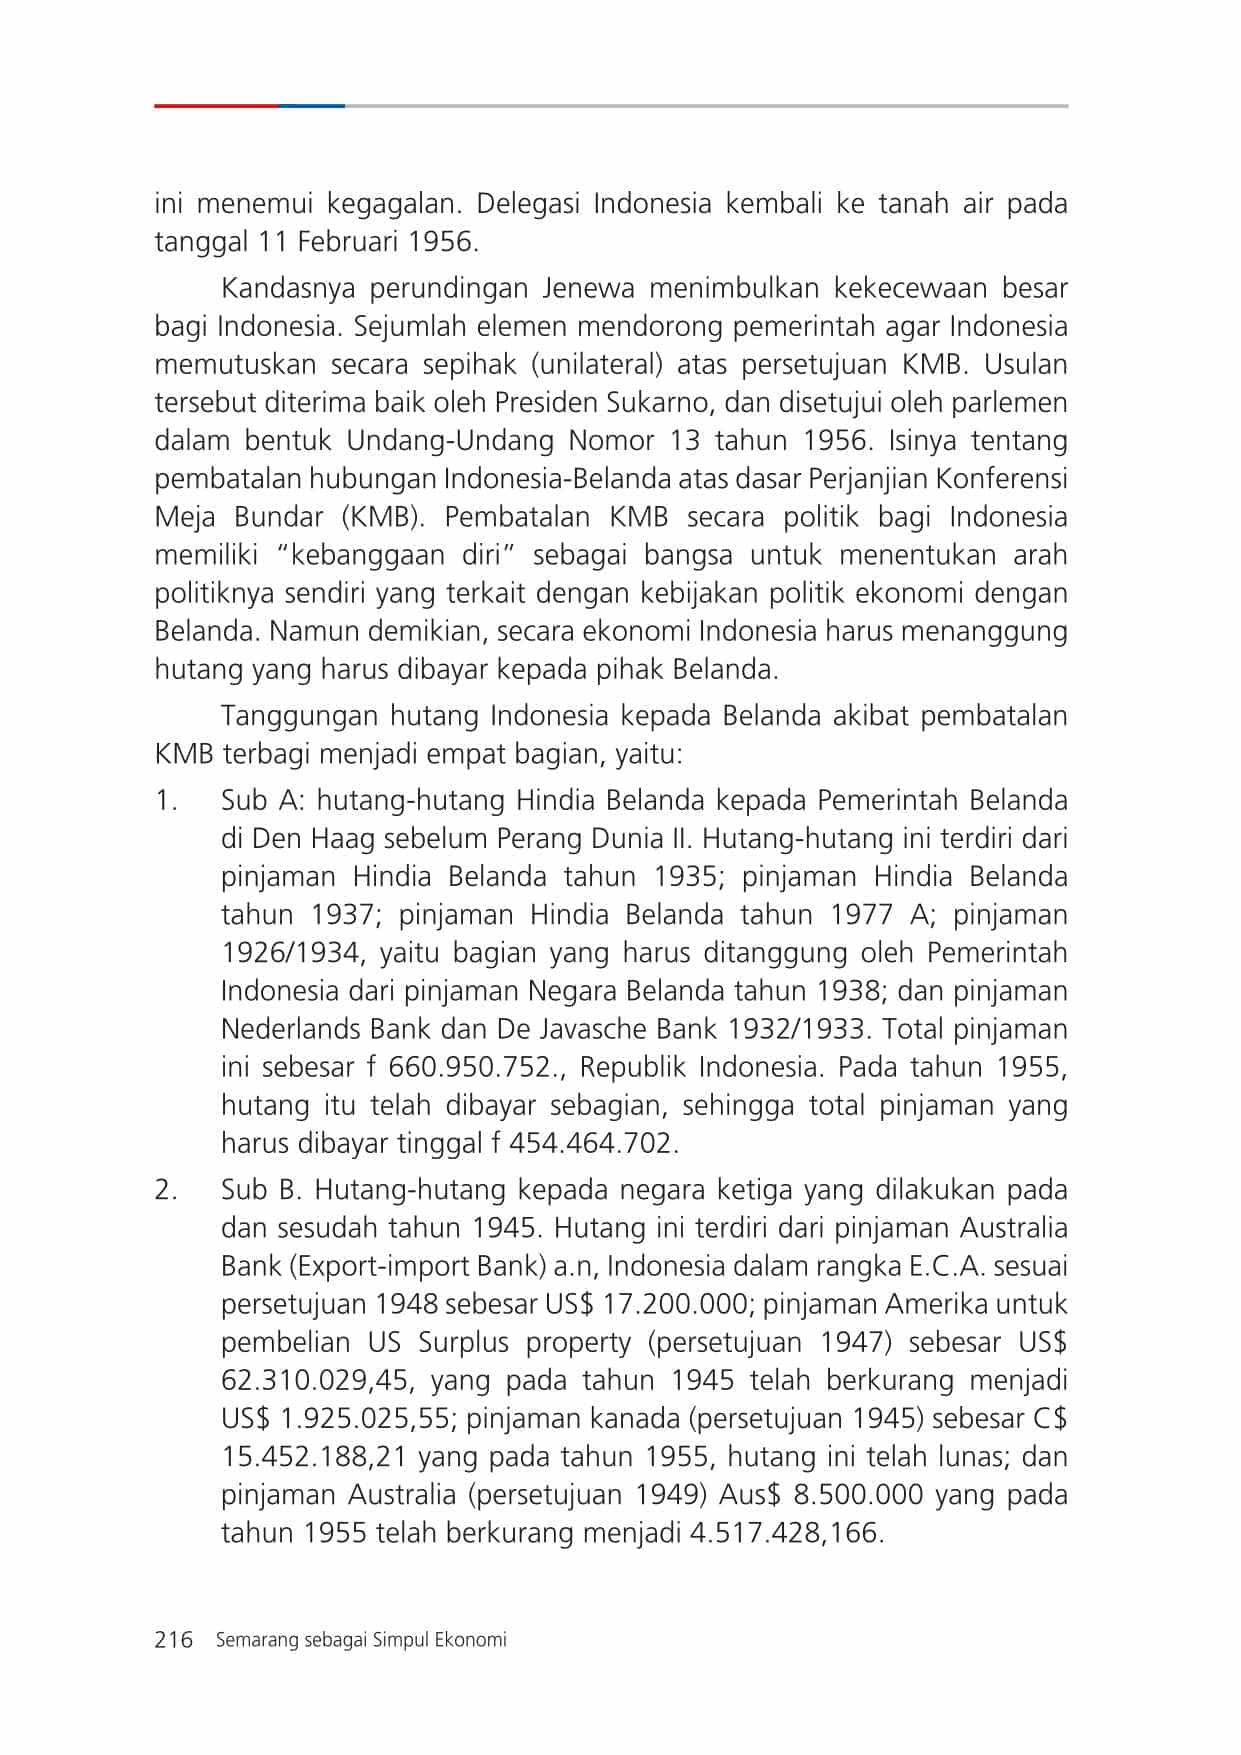 ini menemui kegagalan. Delegasi Indonesia kembali ke tanah air pada
tanggal 11 Februari 1956.
Kandasnya perundingan Jenewa menimbulkan kekecewaan besar
bagi Indonesia. Sejumlah elemen mendorong pemerintah agar Indonesia
memutuskan secara sepihak (unilateral) atas persetujuan KMB. Usulan
tersebut diterima baik oleh Presiden Sukarno, dan disetujui oleh parlemen
dalam bentuk Undang-Undang Nomor 13 tahun 1956. Isinya tentang
pembatalan hubungan Indonesia-Belanda atas dasar Perjanjian Konferensi
Meja Bundar (KMB). Pembatalan KMB secara politik bagi Indonesia
memiliki “kebanggaan diri” sebagai bangsa untuk menentukan arah
politiknya sendiri yang terkait dengan kebijakan politik ekonomi dengan
Belanda. Namun demikian, secara ekonomi Indonesia harus menanggung
hutang yang harus dibayar kepada pihak Belanda.
Tanggungan hutang Indonesia kepada Belanda akibat pembatalan
KMB terbagi menjadi empat bagian, yaitu:
1. Sub A: hutang-hutang Hindia Belanda kepada Pemerintah Belanda
di Den Haag sebelum Perang Dunia II. Hutang-hutang ini terdiri dari
pinjaman Hindia Belanda tahun 1935; pinjaman Hindia Belanda
tahun 1937; pinjaman Hindia Belanda tahun 1977 A; pinjaman
1926/1934, yaitu bagian yang harus ditanggung oleh Pemerintah
Indonesia dari pinjaman Negara Belanda tahun 1938; dan pinjaman
Nederlands Bank dan De Javasche Bank 1932/1933. Total pinjaman
ini sebesar f 660.950.752., Republik Indonesia. Pada tahun 1955,
hutang itu telah dibayar sebagian, sehingga total pinjaman yang
harus dibayar tinggal f 454.464.702.
2. Sub B. Hutang-hutang kepada negara ketiga yang dilakukan pada
dan sesudah tahun 1945. Hutang ini terdiri dari pinjaman Australia
Bank (Export-import Bank) a.n, Indonesia dalam rangka E.C.A. sesuai
persetujuan 1948 sebesar US$ 17.200.000; pinjaman Amerika untuk
pembelian US Surplus property (persetujuan 1947) sebesar US$
62.310.029,45, yang pada tahun 1945 telah berkurang menjadi
US$ 1.925.025,55; pinjaman kanada (persetujuan 1945) sebesar C$
15.452.188,21 yang pada tahun 1955, hutang ini telah lunas; dan
pinjaman Australia (persetujuan 1949) Aus$ 8.500.000 yang pada
tahun 1955 telah berkurang menjadi 4.517.428,166.
216 Semarang sebagai Simpul Ekonomi